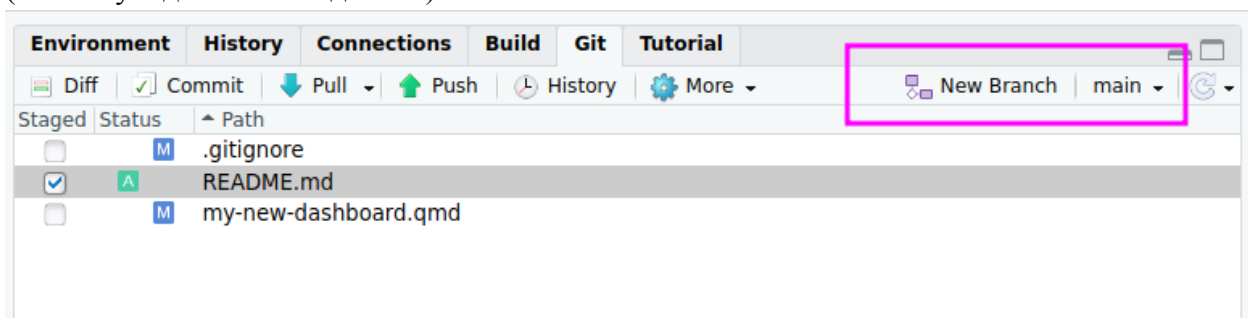 Environment History Connections Build Git Tutorial
Diff Commit Pull Push History More New Branch main
Staged Status Path
M .gitignore
A README.md
M my-new-dashboard.qmd